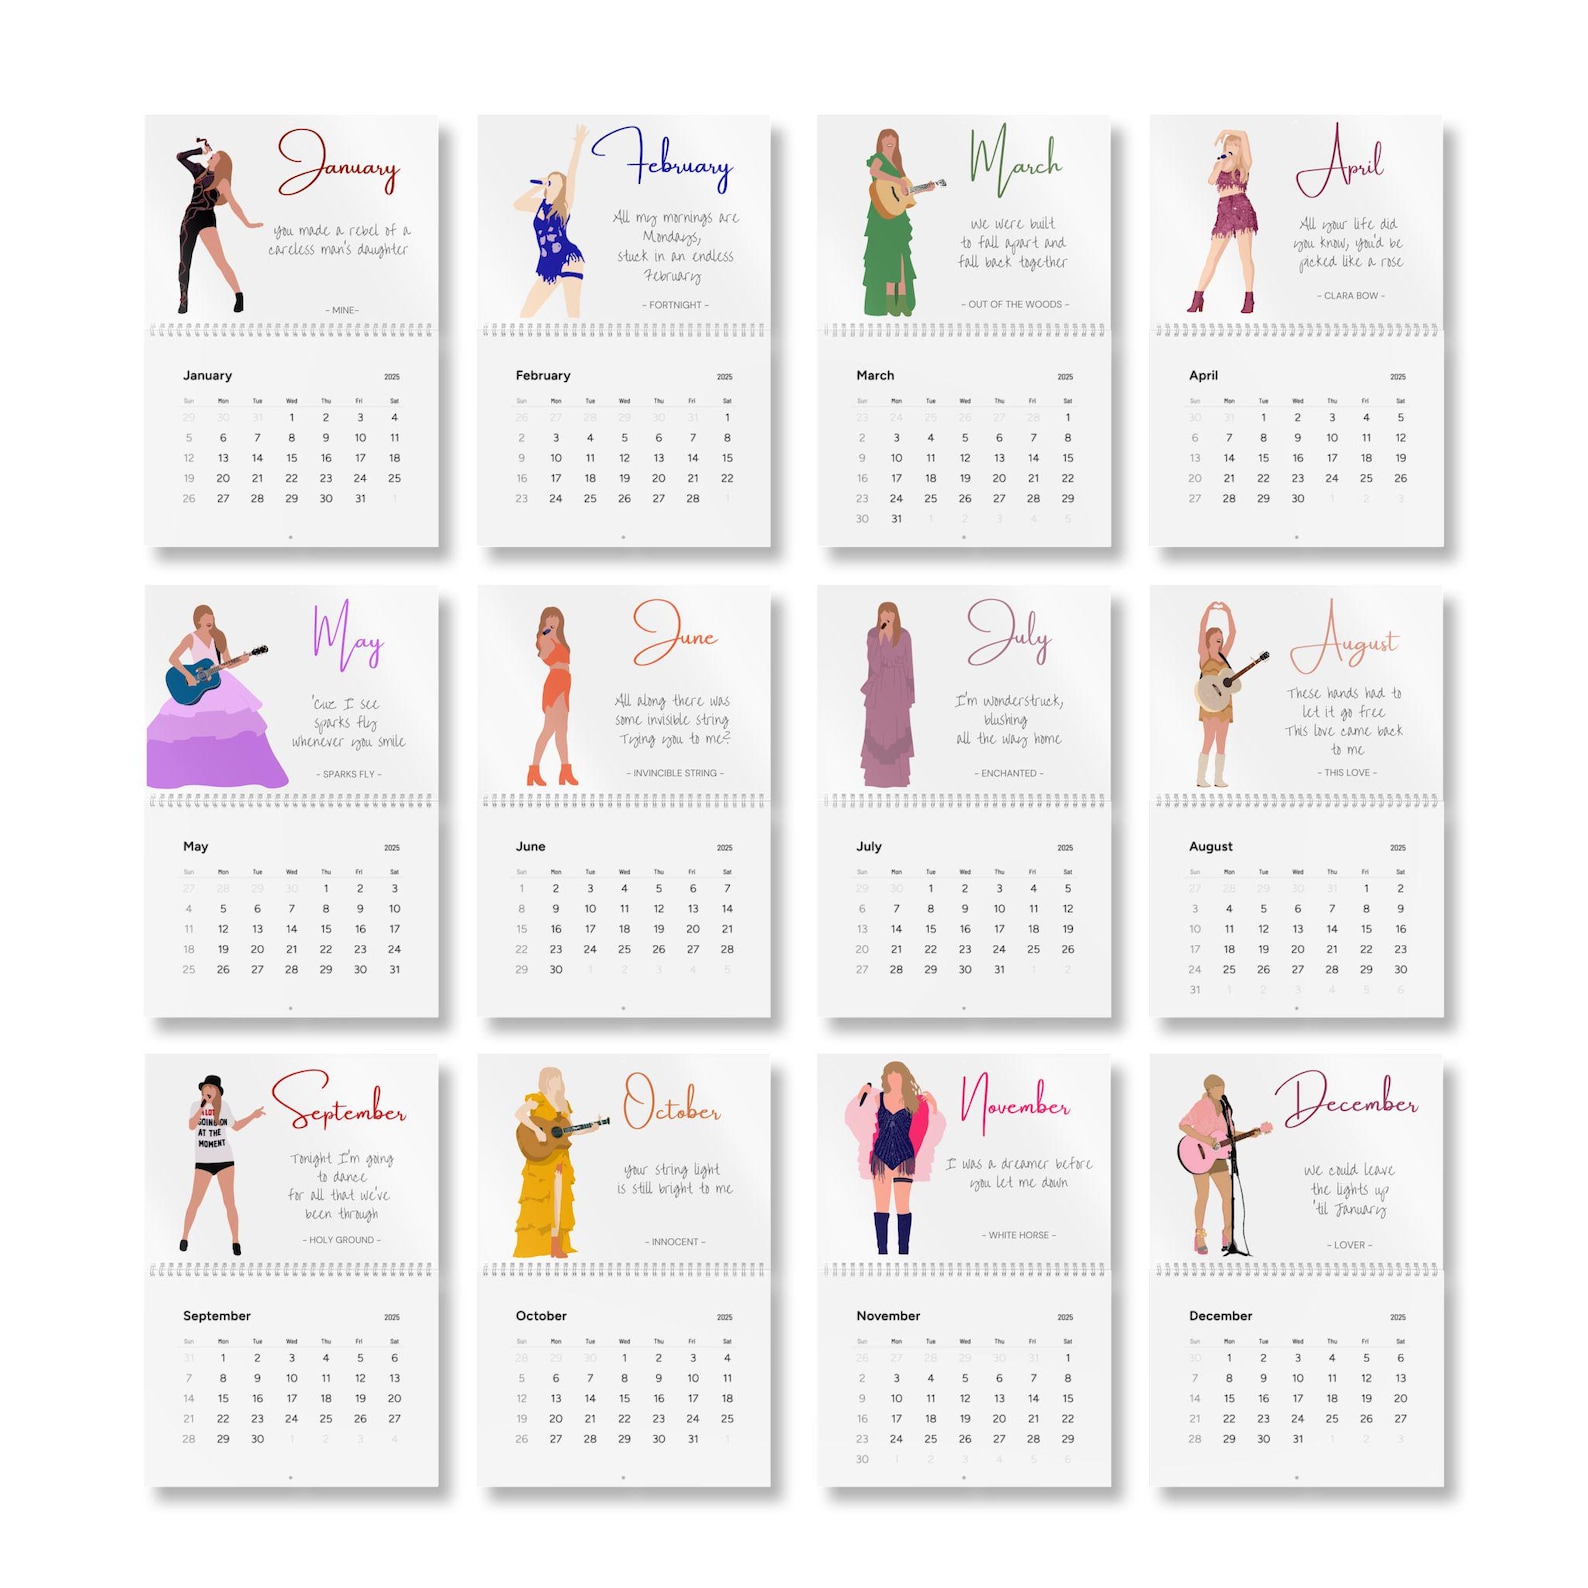 January
You made a rebel of a
careless man's daughter
- MINE-
January 2025
Sun Mon Tue Wed Thu Fri Sat
29 30 31 1 2 3 4
5 6 7 8 9 10 11
12 13 14 15 16 17 18
19 20 21 22 23 24 25
26 27 28 29 30 31 1
February
All my mornings are
Mondays,
stuck in an endless
February
- FORTNIGHT -
February 2025
Sun Mon Tue Wed Thu Fri Sat
26 27 28 29 30 31 1
2 3 4 5 6 7 8
9 10 11 12 13 14 15
16 17 18 19 20 21 22
23 24 25 26 27 28 1
March
We were built
to fall apart and
fall back together
- OUT OF THE WOODS -
March 2025
Sun Mon Tue Wed Thu Fri Sat
23 24 25 26 27 28 1
2 3 4 5 6 7 8
9 10 11 12 13 14 15
16 17 18 19 20 21 22
23 24 25 26 27 28 29
30 31 1 2 3 4 5
April
All your life did
you know, you'd be
picked like a rose
- CLARA BOW -
April 2025
Sun Mon Tue Wed Thu Fri Sat
30 31 1 2 3 4 5
6 7 8 9 10 11 12
13 14 15 16 17 18 19
20 21 22 23 24 25 26
27 28 29 30 1 2 3
May
'Cuz I see
sparks fly
whenever you smile
- SPARKS FLY -
May 2025
Sun Mon Tue Wed Thu Fri Sat
27 28 29 30 1 2 3
4 5 6 7 8 9 10
11 12 13 14 15 16 17
18 19 20 21 22 23 24
25 26 27 28 29 30 31
June
All along there was
some invisible string
Tying you to me?
- INVINCIBLE STRING -
June 2025
Sun Mon Tue Wed Thu Fri Sat
1 2 3 4 5 6 7
8 9 10 11 12 13 14
15 16 17 18 19 20 21
22 23 24 25 26 27 28
29 30 1 2 3 4 5
July
I'm wonderstruck,
blushing
all the way home
- ENCHANTED -
July 2025
Sun Mon Tue Wed Thu Fri Sat
29 30 1 2 3 4 5
6 7 8 9 10 11 12
13 14 15 16 17 18 19
20 21 22 23 24 25 26
27 28 29 30 31 1 2
August
These hands had to
let it go free
This love came back
to me
- THIS LOVE -
August 2025
Sun Mon Tue Wed Thu Fri Sat
27 28 29 30 31 1 2
3 4 5 6 7 8 9
10 11 12 13 14 15 16
17 18 19 20 21 22 23
24 25 26 27 28 29 30
31 1 2 3 4 5 6
A LOT
GOING ON
AT THE
MOMENT
September
Tonight I'm going
to dance
for all that we've
been through
- HOLY GROUND -
September 2025
Sun Mon Tue Wed Thu Fri Sat
31 1 2 3 4 5 6
7 8 9 10 11 12 13
14 15 16 17 18 19 20
21 22 23 24 25 26 27
28 29 30 1 2 3 4
October
Your string light
is still bright to me
- INNOCENT -
October 2025
Sun Mon Tue Wed Thu Fri Sat
28 29 30 1 2 3 4
5 6 7 8 9 10 11
12 13 14 15 16 17 18
19 20 21 22 23 24 25
26 27 28 29 30 31 1
November
I was a dreamer before
you let me down
- WHITE HORSE -
November 2025
Sun Mon Tue Wed Thu Fri Sat
26 27 28 29 30 31 1
2 3 4 5 6 7 8
9 10 11 12 13 14 15
16 17 18 19 20 21 22
23 24 25 26 27 28 29
30 1 2 3 4 5 6
December
We could leave
the lights up
'til January
- LOVER -
December 2025
Sun Mon Tue Wed Thu Fri Sat
30 1 2 3 4 5 6
7 8 9 10 11 12 13
14 15 16 17 18 19 20
21 22 23 24 25 26 27
28 29 30 31 1 2 3